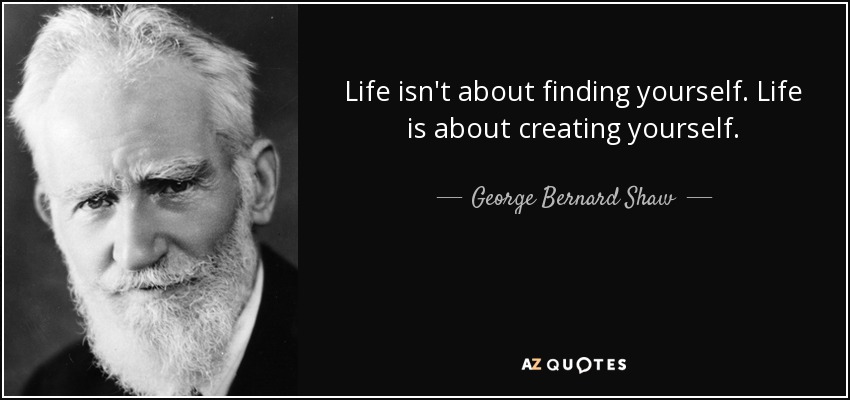 Life isn't about finding yourself. Life
is about creating yourself.
— George Bernard Shaw —
AZ QUOTES